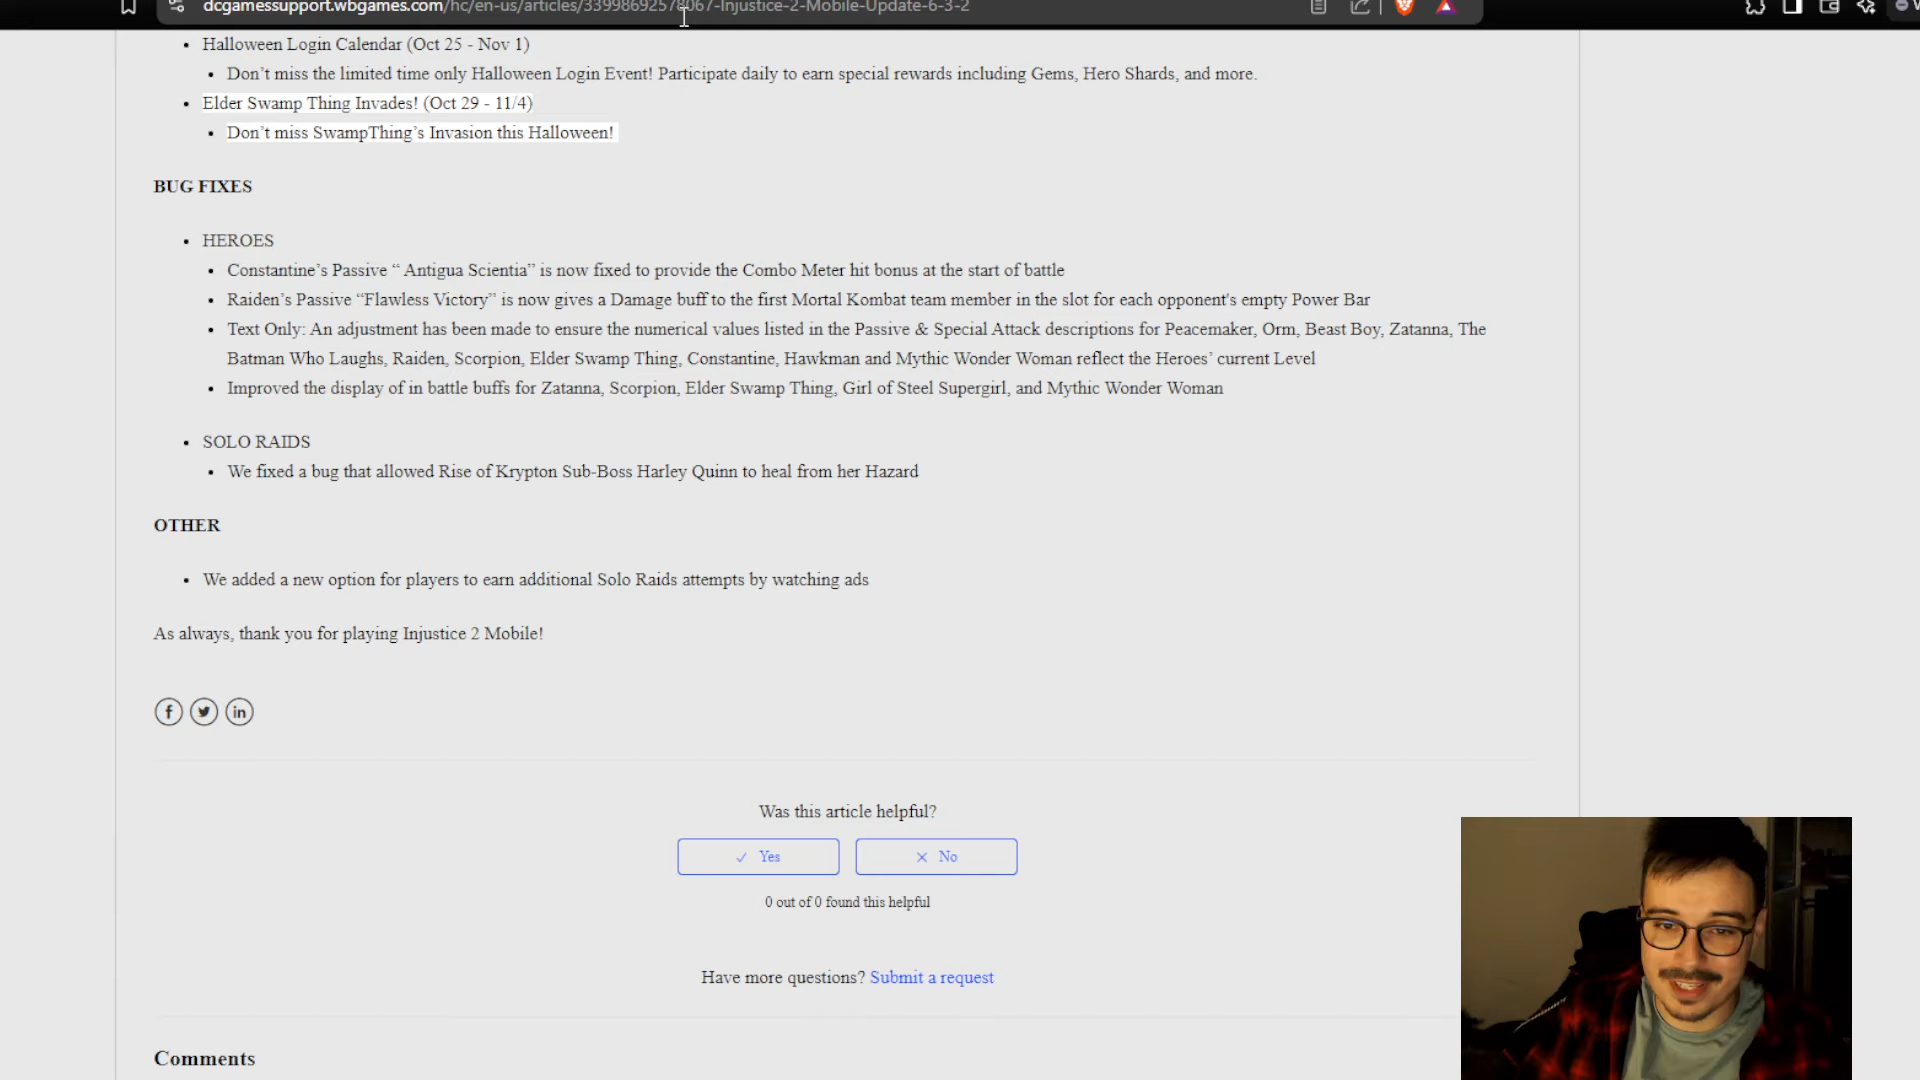 dcgamessupport.wbgames.com/hc/en-us/articles/33998692578067-Injustice-2-Mobile-Update-6-3-2
• Halloween Login Calendar (Oct 25 - Nov 1)
• Don’t miss the limited time only Halloween Login Event! Participate daily to earn special rewards including Gems, Hero Shards, and more.
• Elder Swamp Thing Invades! (Oct 29 - 11/4)
• Don’t miss SwampThing’s Invasion this Halloween!
BUG FIXES
• HEROES
• Constantine’s Passive “ Antigua Scientia” is now fixed to provide the Combo Meter hit bonus at the start of battle
• Raiden’s Passive “Flawless Victory” is now gives a Damage buff to the first Mortal Kombat team member in the slot for each opponent's empty Power Bar
• Text Only: An adjustment has been made to ensure the numerical values listed in the Passive & Special Attack descriptions for Peacemaker, Orm, Beast Boy, Zatanna, The
Batman Who Laughs, Raiden, Scorpion, Elder Swamp Thing, Constantine, Hawkman and Mythic Wonder Woman reflect the Heroes’ current Level
• Improved the display of in battle buffs for Zatanna, Scorpion, Elder Swamp Thing, Girl of Steel Supergirl, and Mythic Wonder Woman
• SOLO RAIDS
• We fixed a bug that allowed Rise of Krypton Sub-Boss Harley Quinn to heal from her Hazard
OTHER
• We added a new option for players to earn additional Solo Raids attempts by watching ads
As always, thank you for playing Injustice 2 Mobile!
Was this article helpful?
Yes
No
0 out of 0 found this helpful
Have more questions? Submit a request
Comments